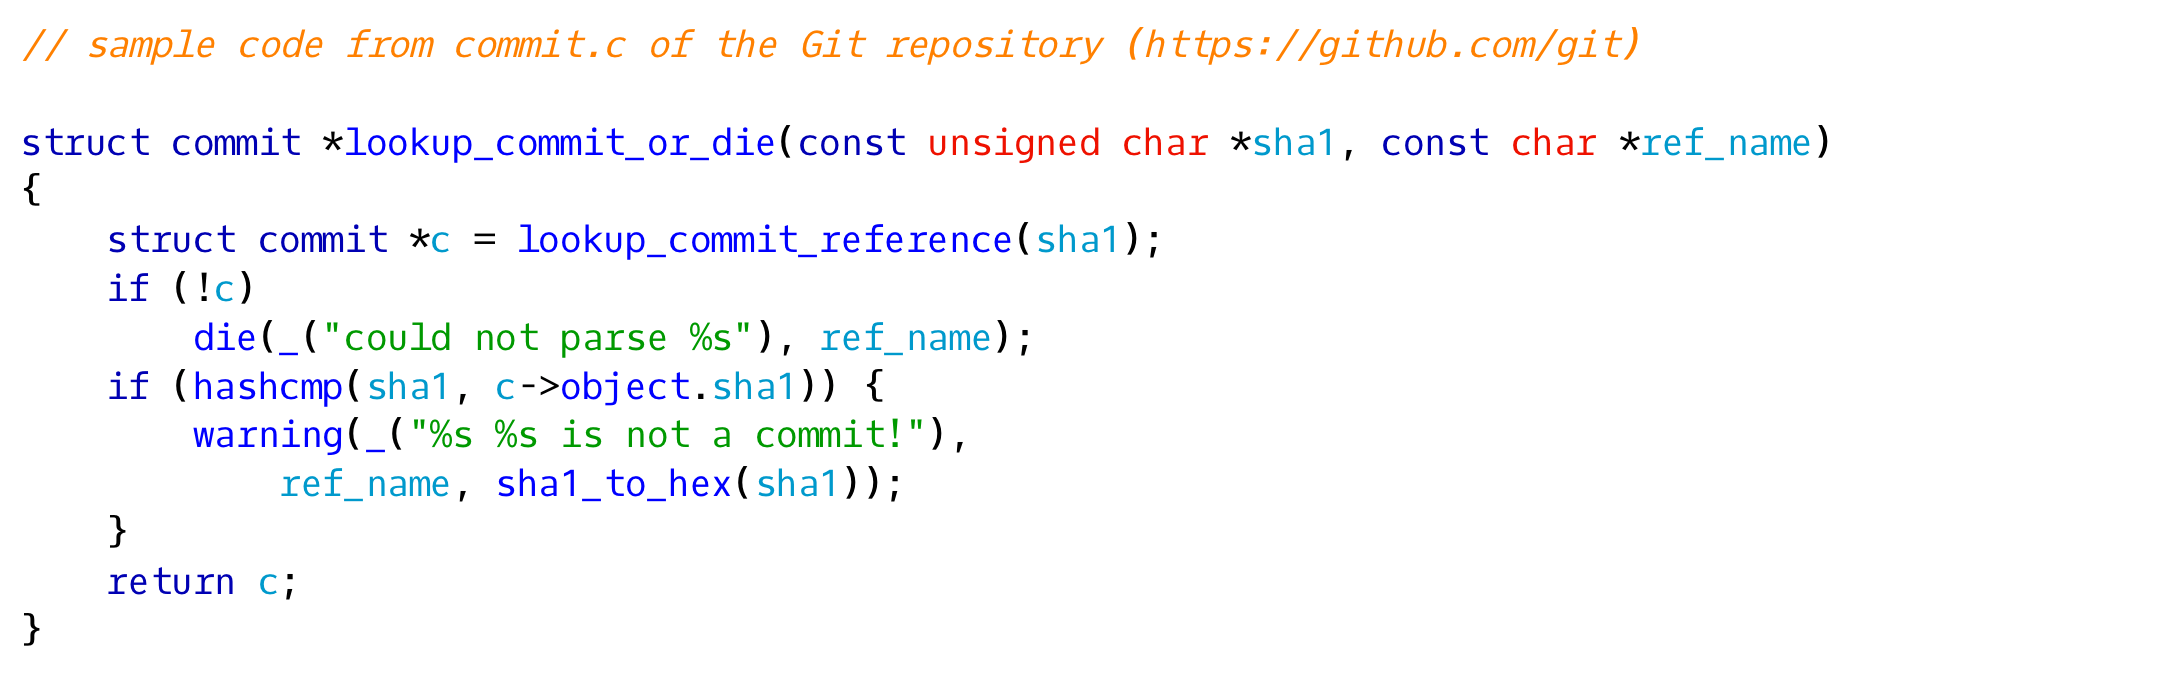 // sample code from commit.c of the Git repository (https://github.com/git)

struct commit *lookup_commit_or_die(const unsigned char *sha1, const char *ref_name)
{
    struct commit *c = lookup_commit_reference(sha1);
    if (!c)
        die(_("could not parse %s"), ref_name);
    if (hashcmp(sha1, c->object.sha1)) {
        warning(_("%s %s is not a commit!"),
            ref_name, sha1_to_hex(sha1));
    }
    return c;
}